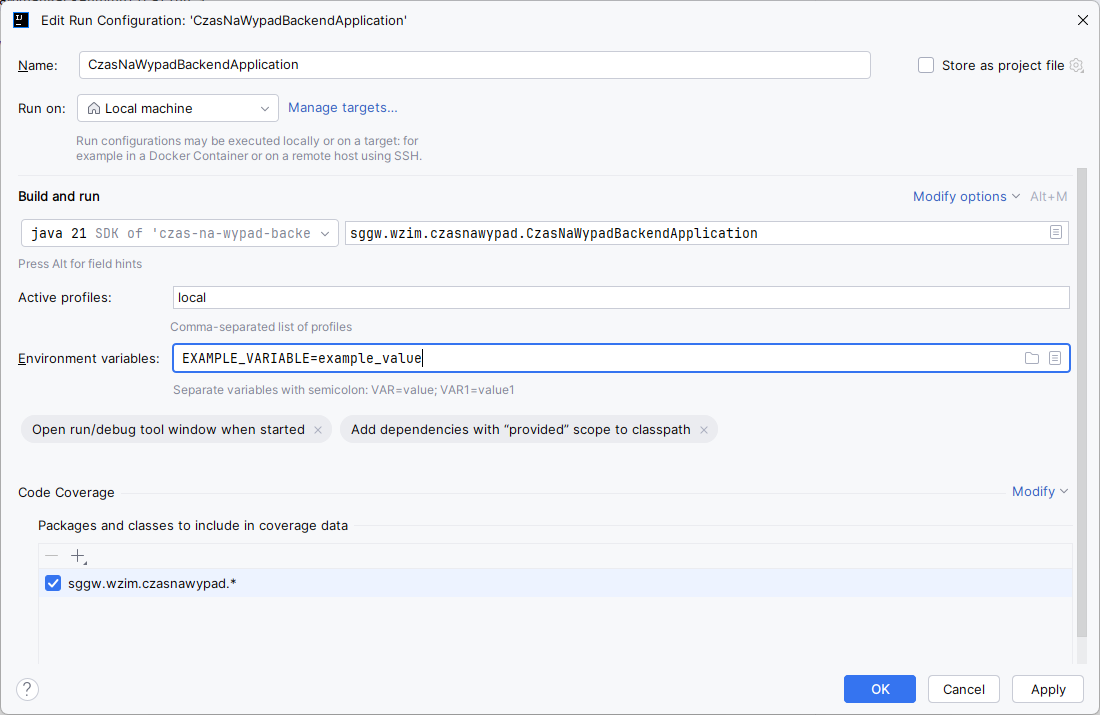 Edit Run Configuration: 'CzasNaWypadBackendApplication'
Name:
CzasNaWypadBackendApplication
Store as project file
Run on:
Local machine
Manage targets...
Run configurations may be executed locally or on a target: for
example in a Docker Container or on a remote host using SSH.
Build and run
Modify options
Alt+M
java 21 SDK of 'czas-na-wypad-backe
sggw.wzim.czasnawypad.CzasNaWypadBackendApplication
Press Alt for field hints
Active profiles:
local
Comma-separated list of profiles
Environment variables:
EXAMPLE_VARIABLE=example_value
Separate variables with semicolon: VAR=value; VAR1=value1
Open run/debug tool window when started
Add dependencies with “provided” scope to classpath
Code Coverage
Modify
Packages and classes to include in coverage data
sggw.wzim.czasnawypad.*
?
OK
Cancel
Apply